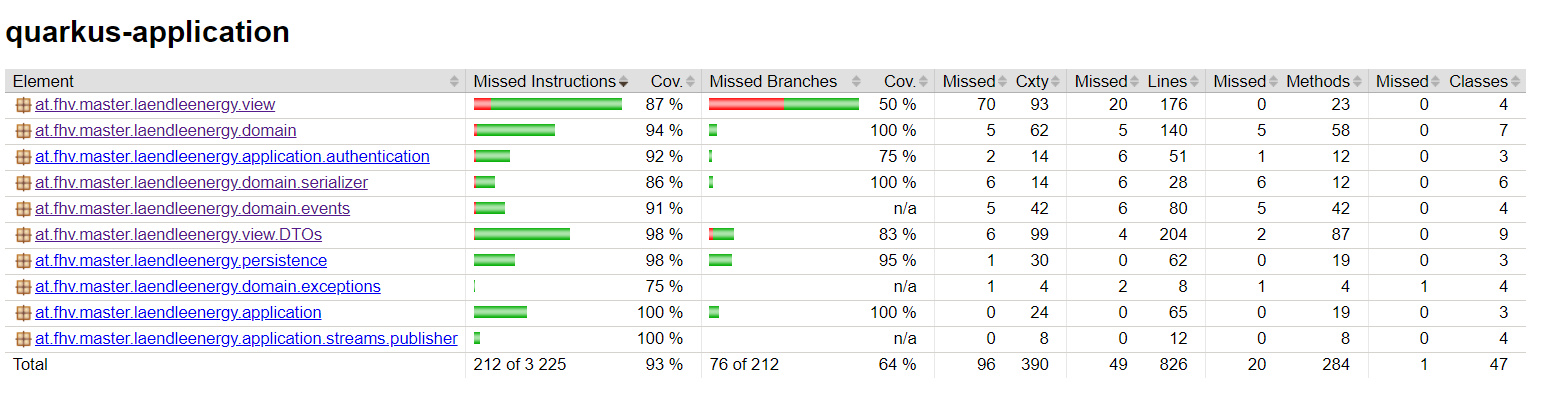 quarkus-application
Element Missed Instructions Cov. Missed Branches Cov. Missed Cxty Missed Lines Missed Methods Missed Classes
at.fhv.master.laendleenergy.view 87 % 50 % 70 93 20 176 0 23 0 4
at.fhv.master.laendleenergy.domain 94 % 100 % 5 62 5 140 5 58 0 7
at.fhv.master.laendleenergy.application.authentication 92 % 75 % 2 14 6 51 1 12 0 3
at.fhv.master.laendleenergy.domain.serializer 86 % 100 % 6 14 6 28 6 12 0 6
at.fhv.master.laendleenergy.domain.events 91 % n/a 5 42 6 80 5 42 0 4
at.fhv.master.laendleenergy.view.DTOs 98 % 83 % 6 99 4 204 2 87 0 9
at.fhv.master.laendleenergy.persistence 98 % 95 % 1 30 0 62 0 19 0 3
at.fhv.master.laendleenergy.domain.exceptions 75 % n/a 1 4 2 8 1 4 1 4
at.fhv.master.laendleenergy.application 100 % 100 % 0 24 0 65 0 19 0 3
at.fhv.master.laendleenergy.application.streams.publisher 100 % n/a 0 8 0 12 0 8 0 4
Total 212 of 3 225 93 % 76 of 212 64 % 96 390 49 826 20 284 1 47